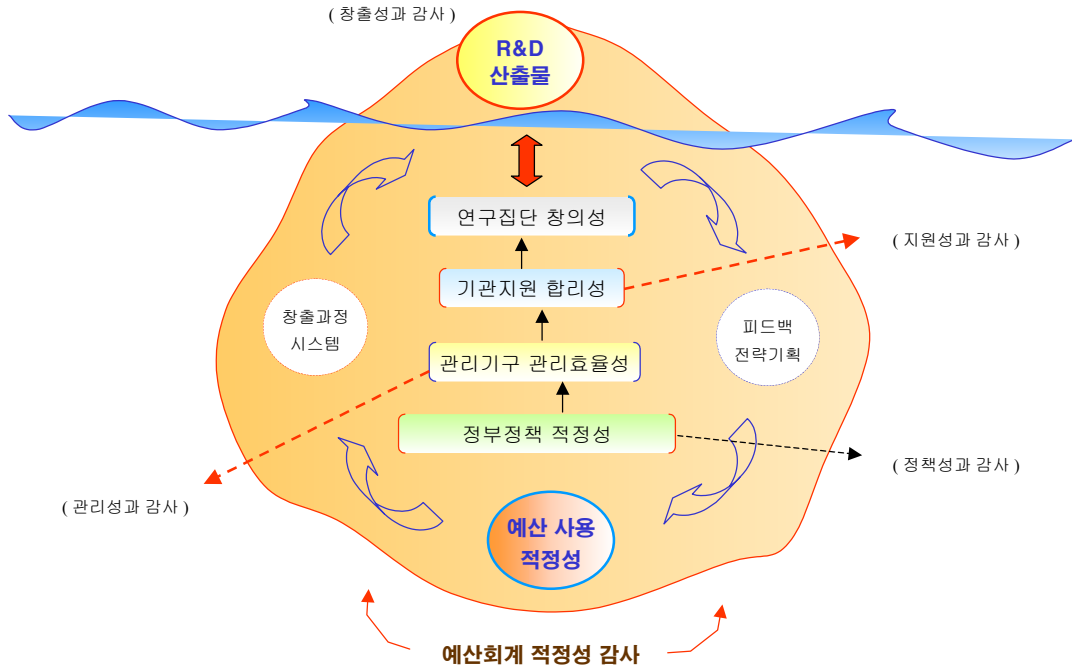 ( 창출성과 감사 )
R&D
산출물
연구집단 창의성
( 지원성과 감사 )
기관지원 합리성
창출과정
시스템
피드백
전략기획
관리기구 관리효율성
정부정책 적정성
( 정책성과 감사 )
( 관리성과 감사 )
예산 사용
적정성
예산회계 적정성 감사